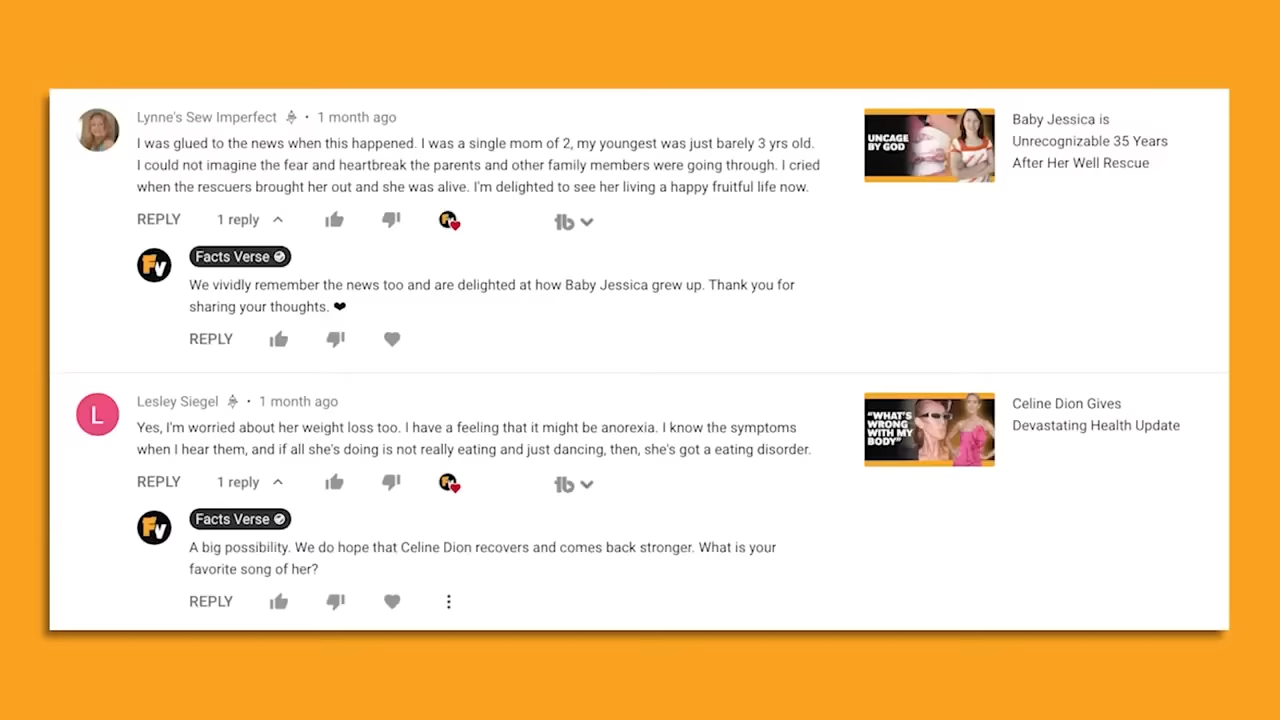 Lynne's Sew Imperfect · 1 month ago
I was glued to the news when this happened. I was a single mom of 2, my youngest was just barely 3 yrs old.
I could not imagine the fear and heartbreak the parents and other family members were going through. I cried
when the rescuers brought her out and she was alive. I'm delighted to see her living a happy fruitful life now.
REPLY 1 reply
UNCAGE
BY GOD
Baby Jessica is
Unrecognizable 35 Years
After Her Well Rescue
FV
Facts Verse
We vividly remember the news too and are delighted at how Baby Jessica grew up. Thank you for
sharing your thoughts. ❤
REPLY
L
Lesley Siegel · 1 month ago
Yes, I'm worried about her weight loss too. I have a feeling that it might be anorexia. I know the symptoms
when I hear them, and if all she's doing is not really eating and just dancing, then, she's got a eating disorder.
REPLY 1 reply
"WHAT'S
WRONG
WITH MY
BODY"
Celine Dion Gives
Devastating Health Update
FV
Facts Verse
A big possibility. We do hope that Celine Dion recovers and comes back stronger. What is your
favorite song of her?
REPLY